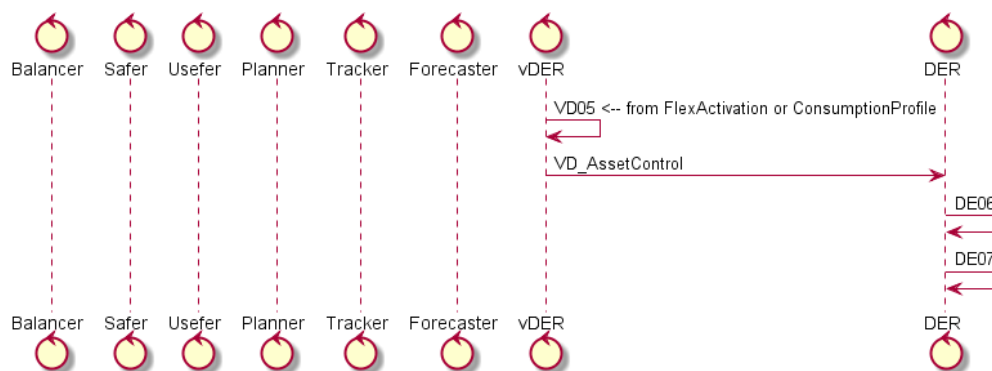 Balancer Safer Usefer Planner Tracker Forecaster vDER DER
VD05 <-- from FlexActivation or ConsumptionProfile
VD_AssetControl
DE06
DE07
Balancer Safer Usefer Planner Tracker Forecaster vDER DER